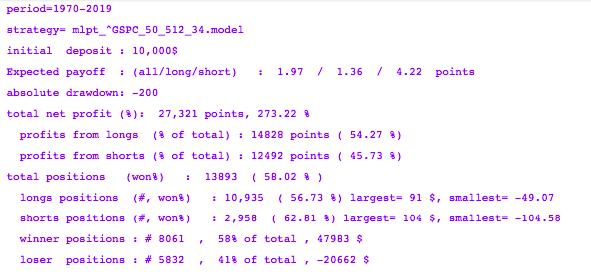 period=1970-2019
strategy= mlpt_^GSPC_50_512_34.model
initial  deposit : 10,000$
Expected payoff  : (all/long/short)   :  1.97  /  1.36  /  4.22  points
absolute drawdown: -200
total net profit (%):  27,321 points, 273.22 %
profits from longs  (% of total) : 14828 points ( 54.27 %)
profits from shorts (% of total) : 12492 points ( 45.73 %)
total positions   (won%)   :  13893  ( 58.02 % )
longs positions  (#, won%)   : 10,935  ( 56.73 %) largest= 91 $, smallest= -49.07
shorts positions (#, won%)   : 2,958  ( 62.81 %) largest= 104 $, smallest= -104.58
winner positions : # 8061  ,  58% of total , 47983 $
loser  positions : # 5832  ,  41% of total , -20662 $